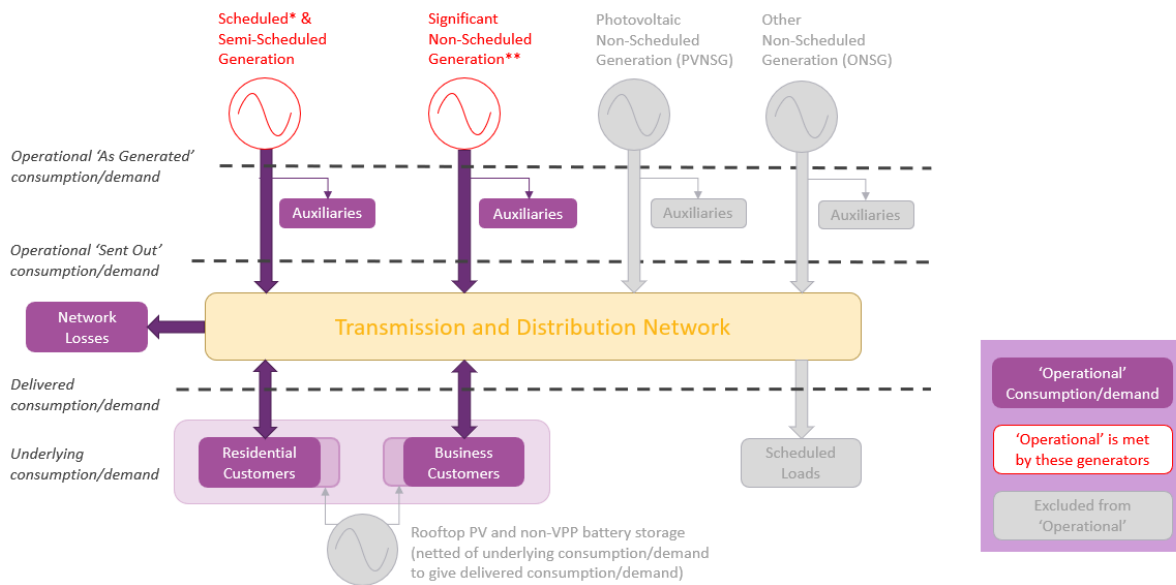 Scheduled* &
Semi-Scheduled
Generation
Significant
Non-Scheduled
Generation**
Photovoltaic
Non-Scheduled
Generation (PVNSG)
Other
Non-Scheduled
Generation (ONSG)
Operational ‘As Generated’
consumption/demand
Auxiliaries
Auxiliaries
Auxiliaries
Auxiliaries
Operational ‘Sent Out’
consumption/demand
Network
Losses
Transmission and Distribution Network
Delivered
consumption/demand
Underlying
consumption/demand
Residential
Customers
Business
Customers
Scheduled
Loads
Rooftop PV and non-VPP battery storage
(netted of underlying consumption/demand
to give delivered consumption/demand)
‘Operational’
Consumption/demand
‘Operational’ is met
by these generators
Excluded from
‘Operational’